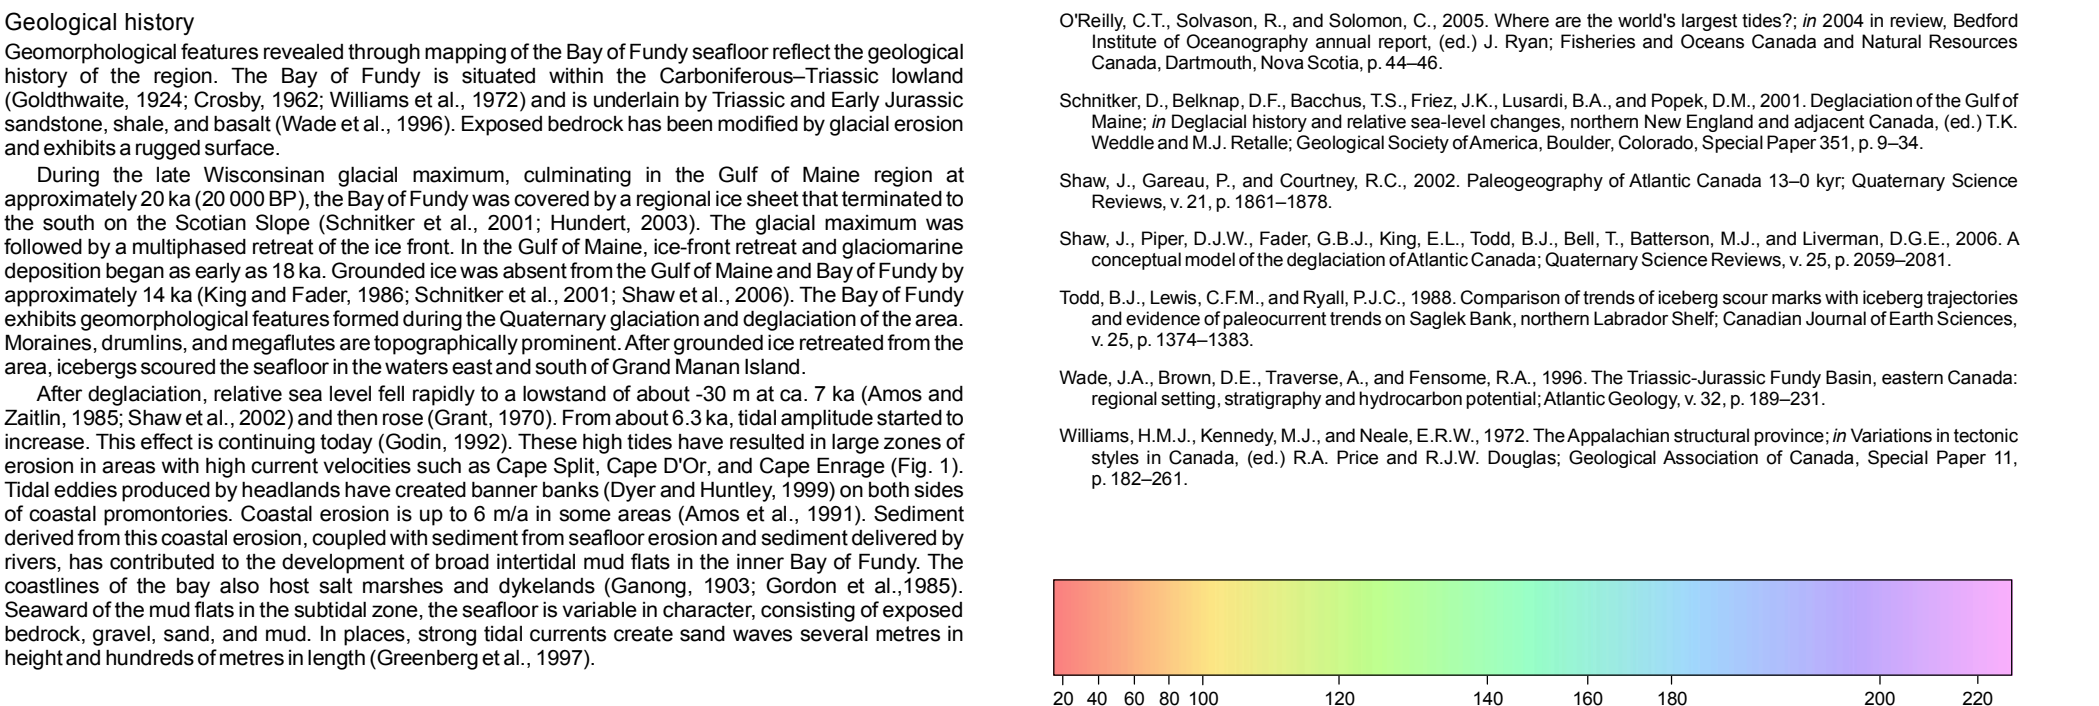 Geological history
Geomorphological features revealed through mapping of the Bay of Fundy seafloor reflect the geological
history of the region. The Bay of Fundy is situated within the Carboniferous–Triassic lowland
(Goldthwaite, 1924; Crosby, 1962; Williams et al., 1972) and is underlain by Triassic and Early Jurassic
sandstone, shale, and basalt (Wade et al., 1996). Exposed bedrock has been modified by glacial erosion
and exhibits a rugged surface.
During the late Wisconsinan glacial maximum, culminating in the Gulf of Maine region at
approximately 20 ka (20 000 BP), the Bay of Fundy was covered by a regional ice sheet that terminated to
the south on the Scotian Slope (Schnitker et al., 2001; Hundert, 2003). The glacial maximum was
followed by a multiphased retreat of the ice front. In the Gulf of Maine, ice-front retreat and glaciomarine
deposition began as early as 18 ka. Grounded ice was absent from the Gulf of Maine and Bay of Fundy by
approximately 14 ka (King and Fader, 1986; Schnitker et al., 2001; Shaw et al., 2006). The Bay of Fundy
exhibits geomorphological features formed during the Quaternary glaciation and deglaciation of the area.
Moraines, drumlins, and megaflutes are topographically prominent. After grounded ice retreated from the
area, icebergs scoured the seafloor in the waters east and south of Grand Manan Island.
After deglaciation, relative sea level fell rapidly to a lowstand of about -30 m at ca. 7 ka (Amos and
Zaitlin, 1985; Shaw et al., 2002) and then rose (Grant, 1970). From about 6.3 ka, tidal amplitude started to
increase. This effect is continuing today (Godin, 1992). These high tides have resulted in large zones of
erosion in areas with high current velocities such as Cape Split, Cape D'Or, and Cape Enrage (Fig. 1).
Tidal eddies produced by headlands have created banner banks (Dyer and Huntley, 1999) on both sides
of coastal promontories. Coastal erosion is up to 6 m/a in some areas (Amos et al., 1991). Sediment
derived from this coastal erosion, coupled with sediment from seafloor erosion and sediment delivered by
rivers, has contributed to the development of broad intertidal mud flats in the inner Bay of Fundy. The
coastlines of the bay also host salt marshes and dykelands (Ganong, 1903; Gordon et al.,1985).
Seaward of the mud flats in the subtidal zone, the seafloor is variable in character, consisting of exposed
bedrock, gravel, sand, and mud. In places, strong tidal currents create sand waves several metres in
height and hundreds of metres in length (Greenberg et al., 1997).
O'Reilly, C.T., Solvason, R., and Solomon, C., 2005. Where are the world's largest tides?; in 2004 in review, Bedford
Institute of Oceanography annual report, (ed.) J. Ryan; Fisheries and Oceans Canada and Natural Resources
Canada, Dartmouth, Nova Scotia, p. 44–46.
Schnitker, D., Belknap, D.F., Bacchus, T.S., Friez, J.K., Lusardi, B.A., and Popek, D.M., 2001. Deglaciation of the Gulf of
Maine; in Deglacial history and relative sea-level changes, northern New England and adjacent Canada, (ed.) T.K.
Weddle and M.J. Retalle; Geological Society of America, Boulder, Colorado, Special Paper 351, p. 9–34.
Shaw, J., Gareau, P., and Courtney, R.C., 2002. Paleogeography of Atlantic Canada 13–0 kyr; Quaternary Science
Reviews, v. 21, p. 1861–1878.
Shaw, J., Piper, D.J.W., Fader, G.B.J., King, E.L., Todd, B.J., Bell, T., Batterson, M.J., and Liverman, D.G.E., 2006. A
conceptual model of the deglaciation of Atlantic Canada; Quaternary Science Reviews, v. 25, p. 2059–2081.
Todd, B.J., Lewis, C.F.M., and Ryall, P.J.C., 1988. Comparison of trends of iceberg scour marks with iceberg trajectories
and evidence of paleocurrent trends on Saglek Bank, northern Labrador Shelf; Canadian Journal of Earth Sciences,
v. 25, p. 1374–1383.
Wade, J.A., Brown, D.E., Traverse, A., and Fensome, R.A., 1996. The Triassic-Jurassic Fundy Basin, eastern Canada:
regional setting, stratigraphy and hydrocarbon potential; Atlantic Geology, v. 32, p. 189–231.
Williams, H.M.J., Kennedy, M.J., and Neale, E.R.W., 1972. The Appalachian structural province; in Variations in tectonic
styles in Canada, (ed.) R.A. Price and R.J.W. Douglas; Geological Association of Canada, Special Paper 11,
p. 182–261.
20 40 60 80 100 120 140 160 180 200 220